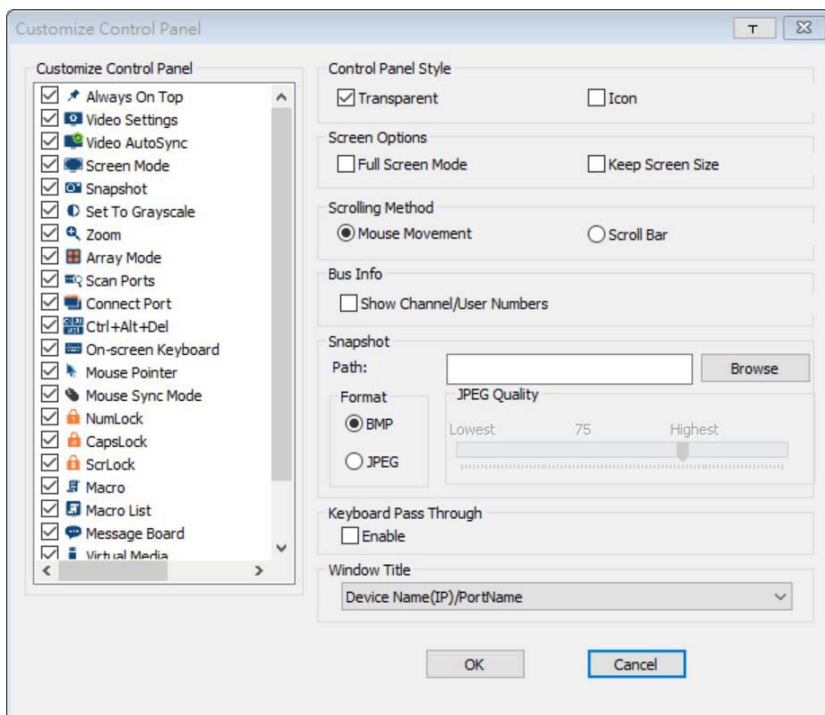 Customize Control Panel
Customize Control Panel
Always On Top
Video Settings
Video AutoSync
Screen Mode
Snapshot
Set To Grayscale
Zoom
Array Mode
Scan Ports
Connect Port
Ctrl+Alt+Del
On-screen Keyboard
Mouse Pointer
Mouse Sync Mode
NumLock
CapsLock
ScrLock
Macro
Macro List
Message Board
Virtual Media
Control Panel Style
Transparent Icon
Screen Options
Full Screen Mode Keep Screen Size
Scrolling Method
Mouse Movement Scroll Bar
Bus Info
Show Channel/User Numbers
Snapshot
Path: Browse
Format
BMP
JPEG
JPEG Quality
Lowest 75 Highest
Keyboard Pass Through
Enable
Window Title
Device Name(IP)/PortName
OK Cancel